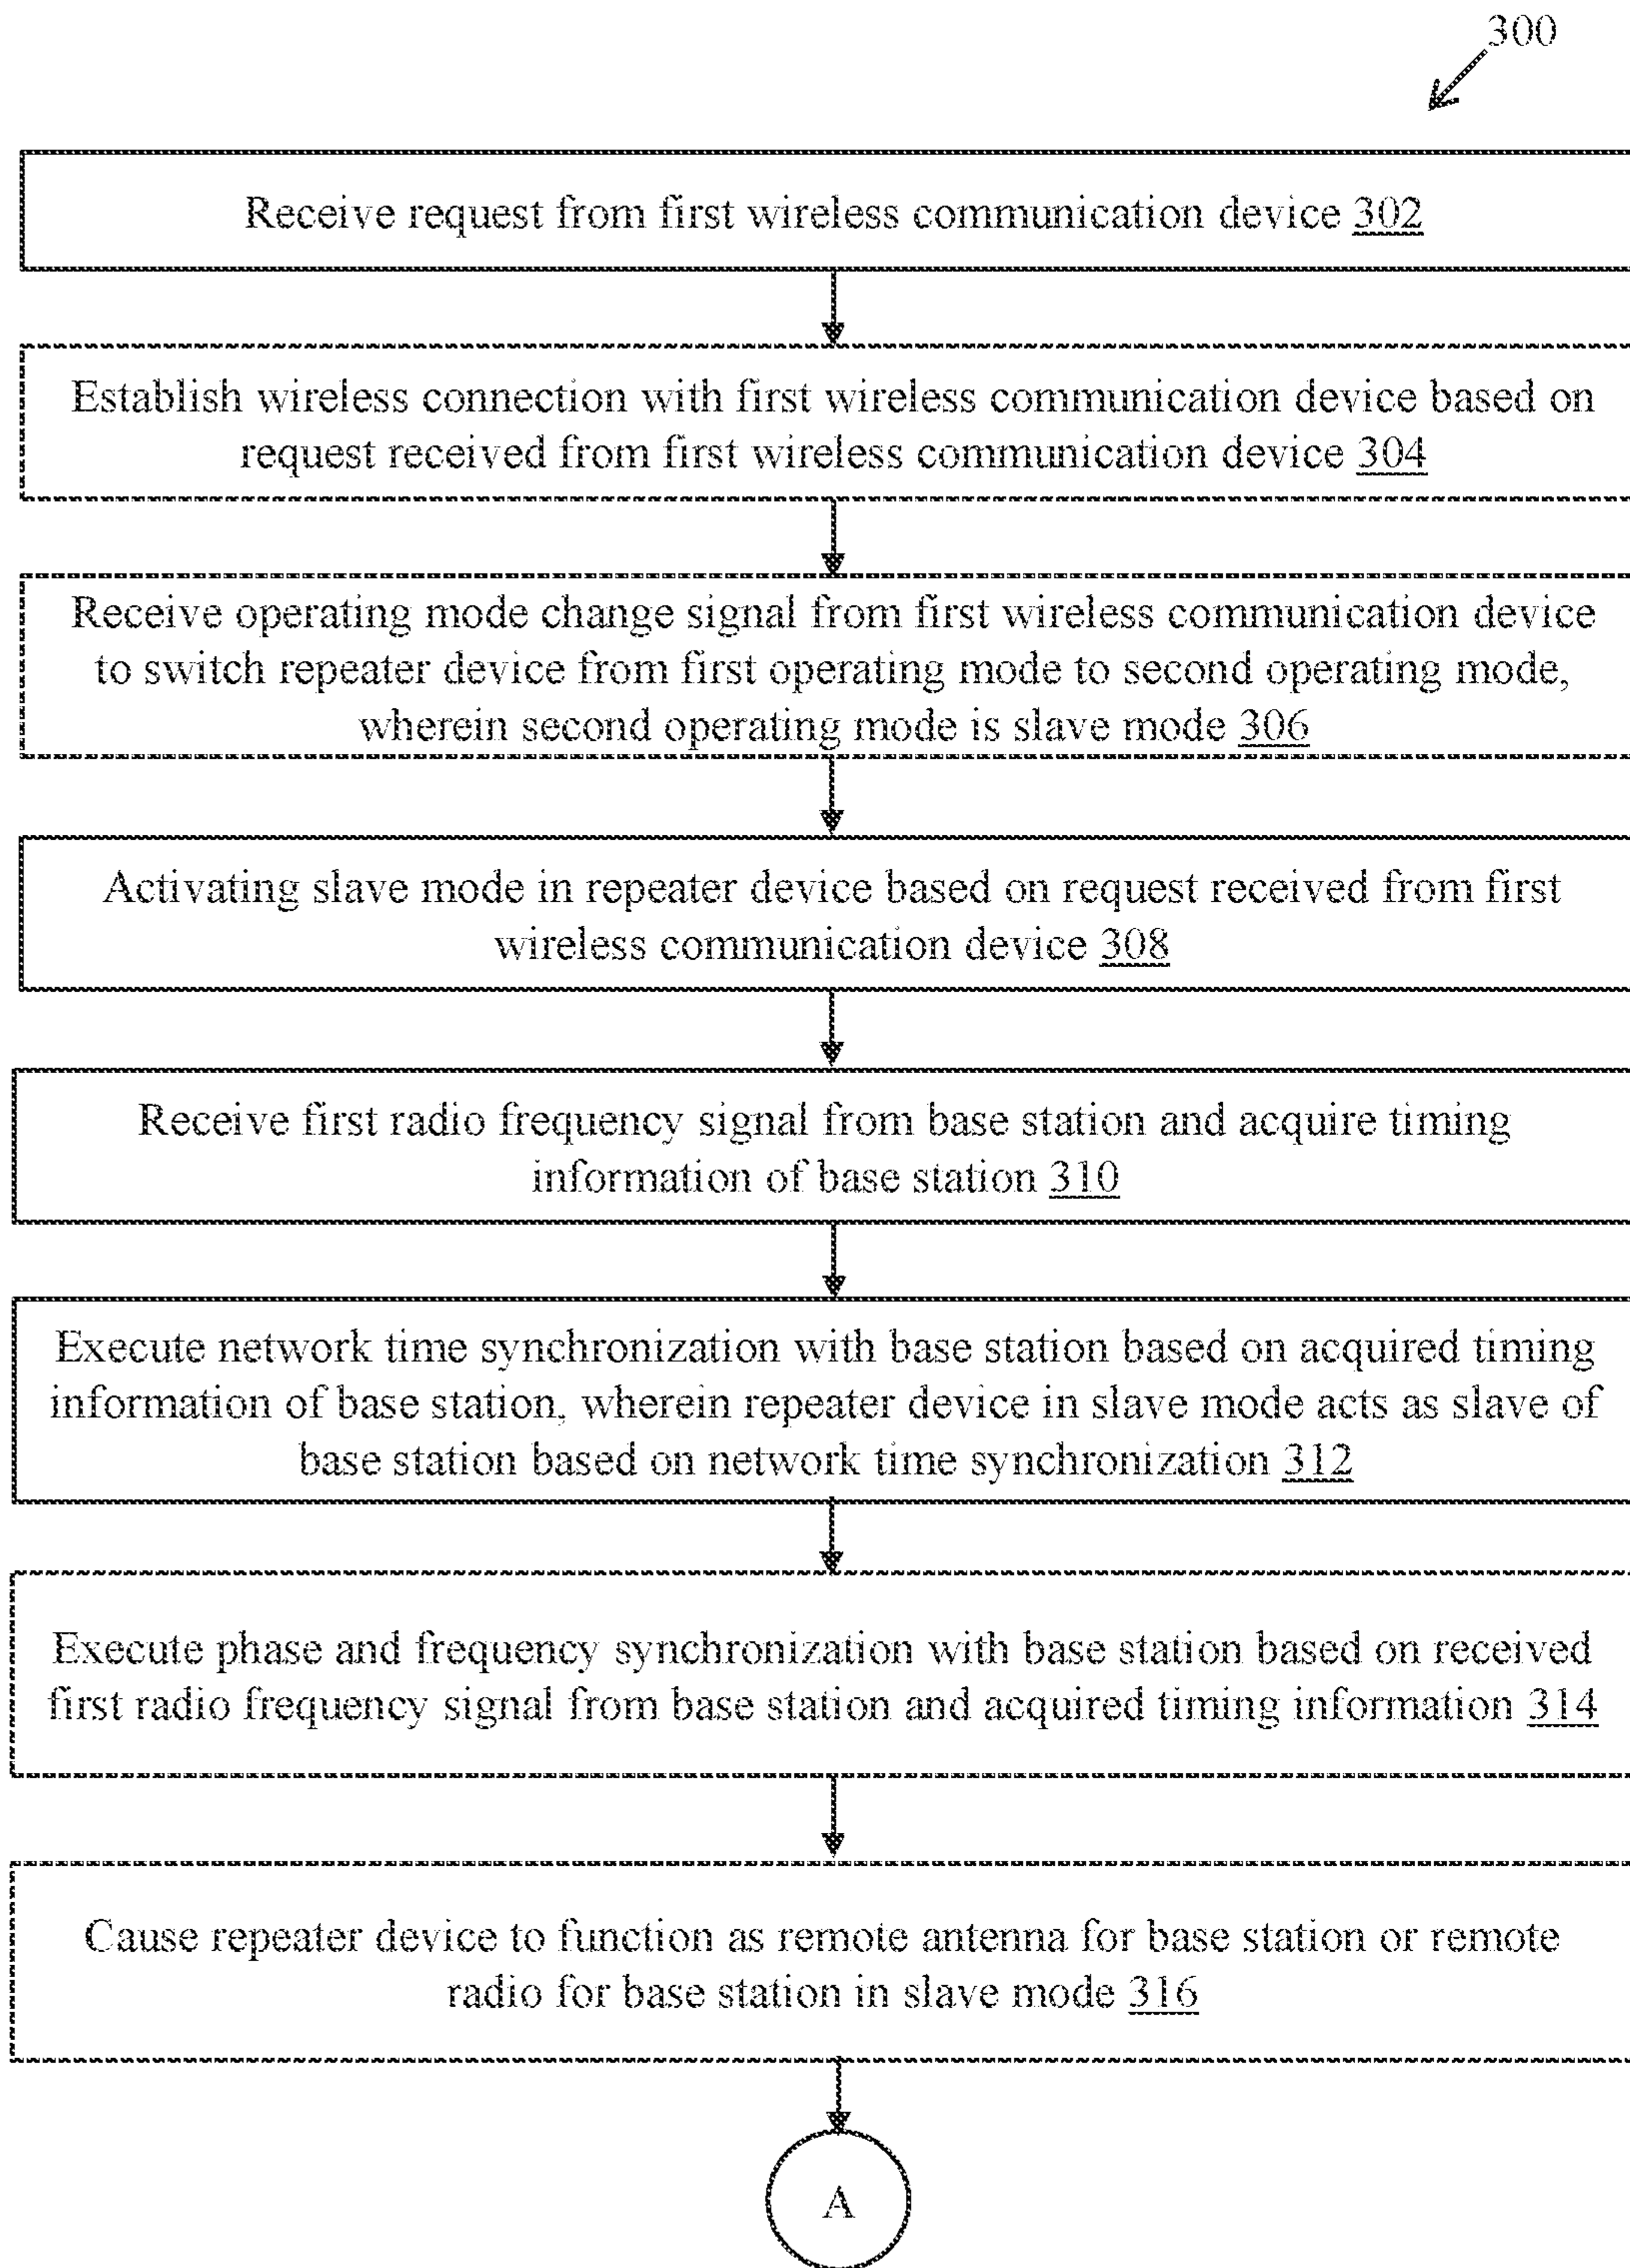 300
Receive request from first wireless communication device 302
Establish wireless connection with first wireless communication device based on
request received from first wireless communication device 304
Receive operating mode change signal from first wireless communication device
to switch repeater device from first operating mode to second operating mode,
wherein second operating mode is slave mode 306
Activating slave mode in repeater device based on request received from first
wireless communication device 308
Receive first radio frequency signal from base station and acquire timing
information of base station 310
Execute network time synchronization with base station based on acquired timing
information of base station, wherein repeater device in slave mode acts as slave of
base station based on network time synchronization 312
Execute phase and frequency synchronization with base station based on received
first radio frequency signal from base station and acquired timing information 314
Cause repeater device to function as remote antenna for base station or remote
radio for base station in slave mode 316
A